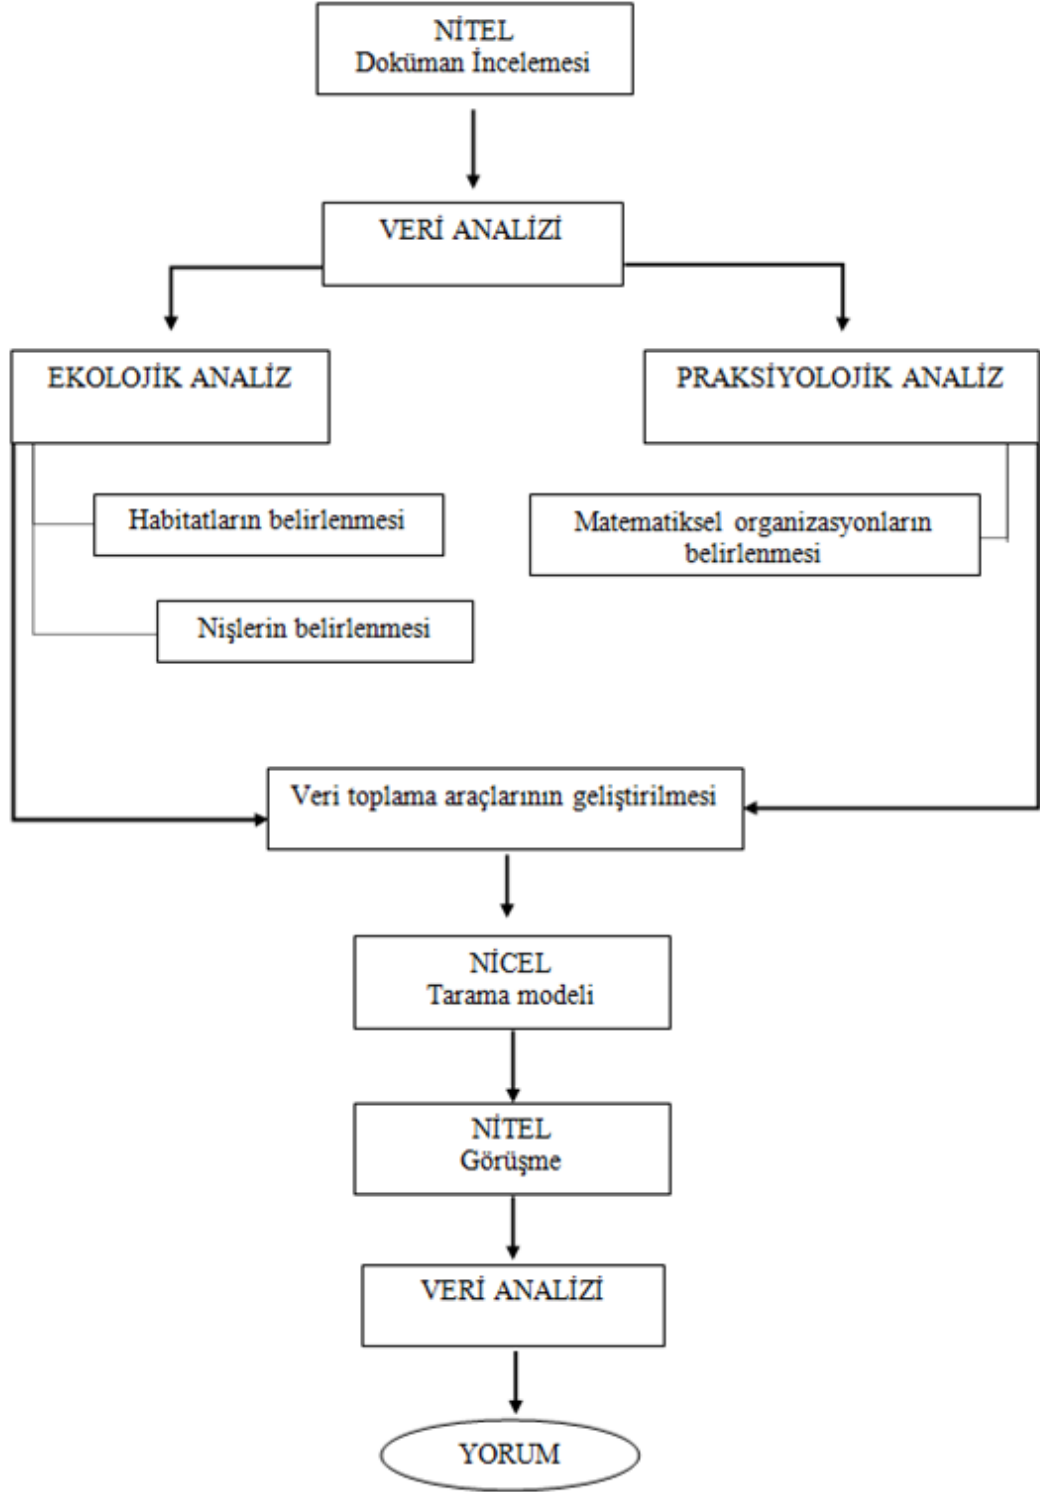 NİTEL
Doküman İncelemesi
VERİ ANALİZİ
EKOLOJİK ANALİZ
PRAKSİYOLOJİK ANALİZ
Habitatların belirlenmesi
Matematiksel organizasyonların
belirlenmesi
Nişlerin belirlenmesi
Veri toplama araçlarının geliştirilmesi
NİCEL
Tarama modeli
NİTEL
Görüşme
VERİ ANALİZİ
YORUM